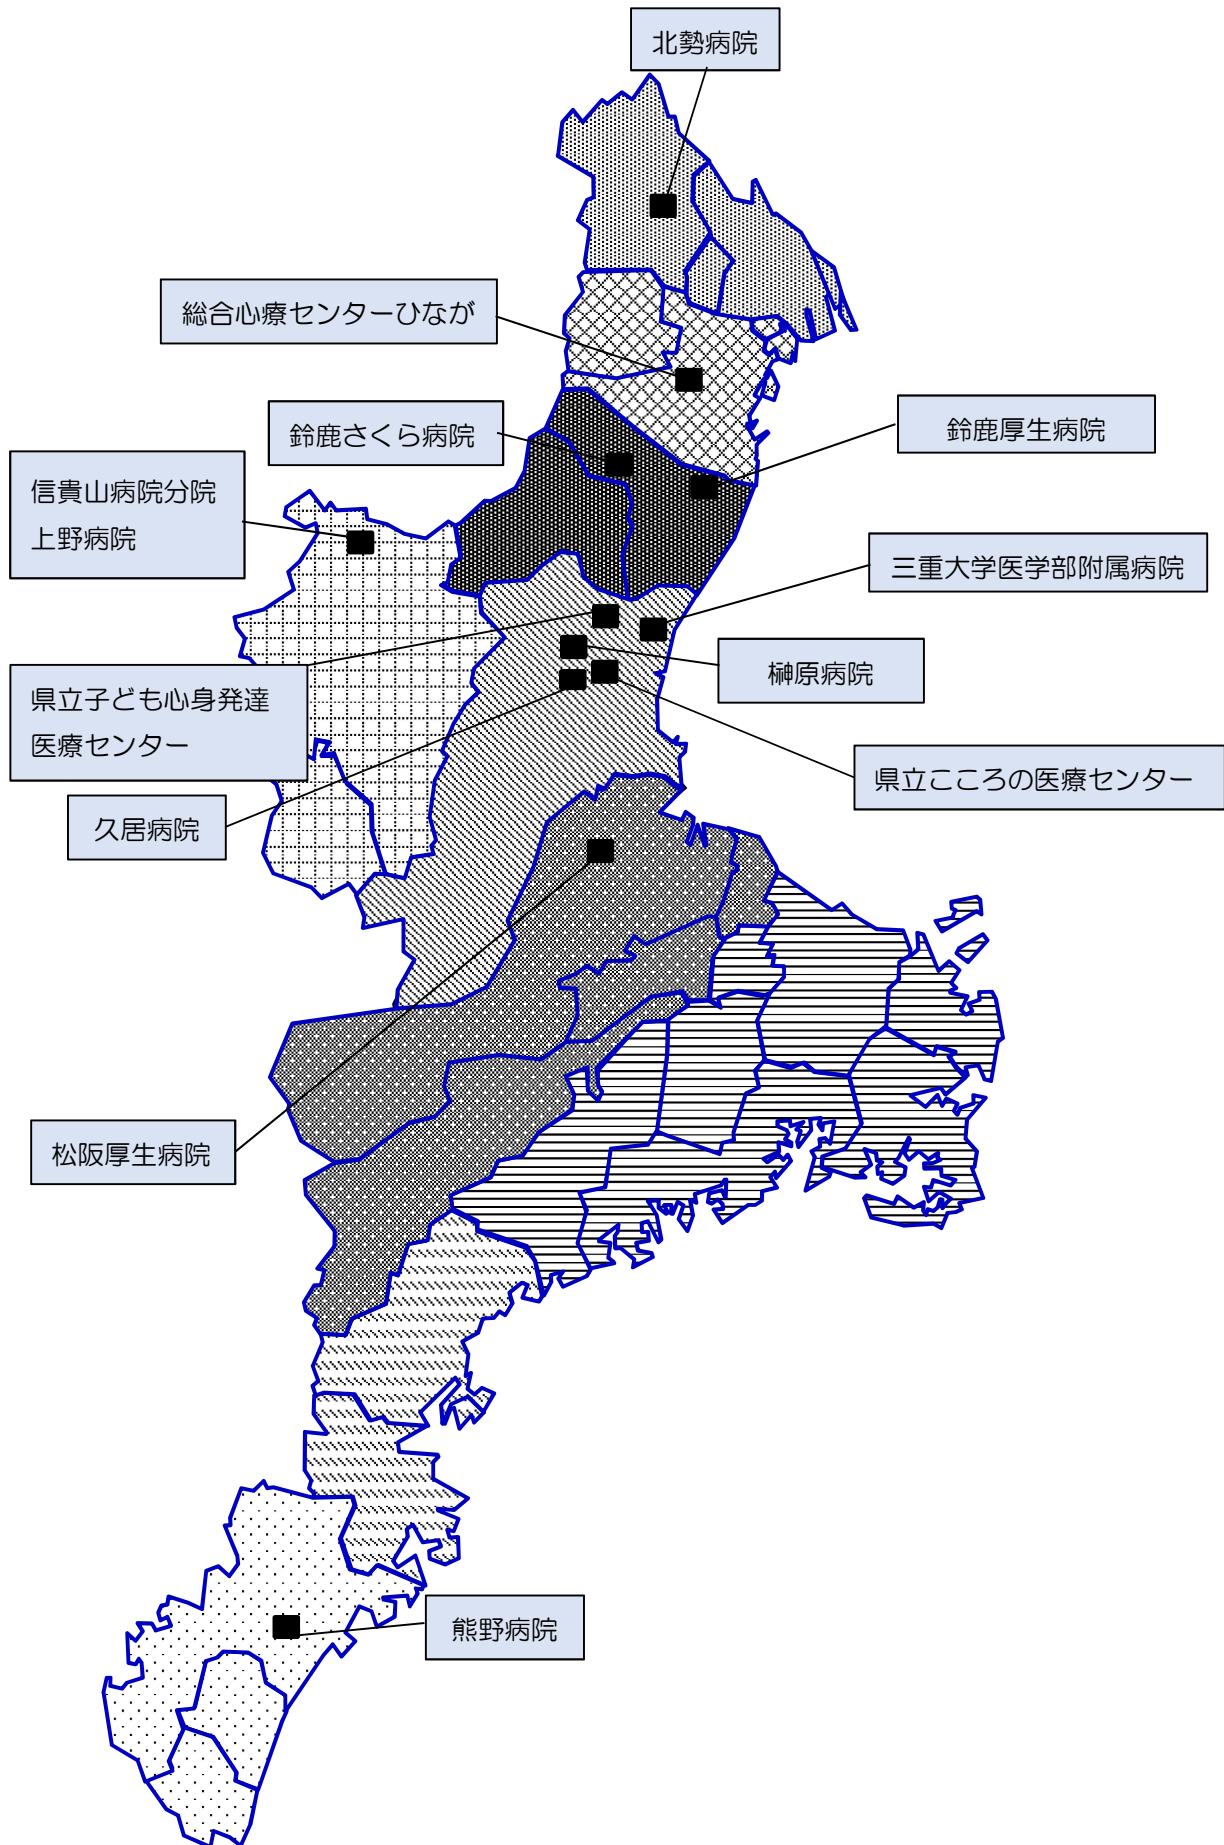 北勢病院
総合心療センターひなが
鈴鹿さくら病院
鈴鹿厚生病院
信貴山病院分院
上野病院
三重大学医学部附属病院
榊原病院
県立子ども心身発達
医療センター
県立こころの医療センター
久居病院
松阪厚生病院
熊野病院